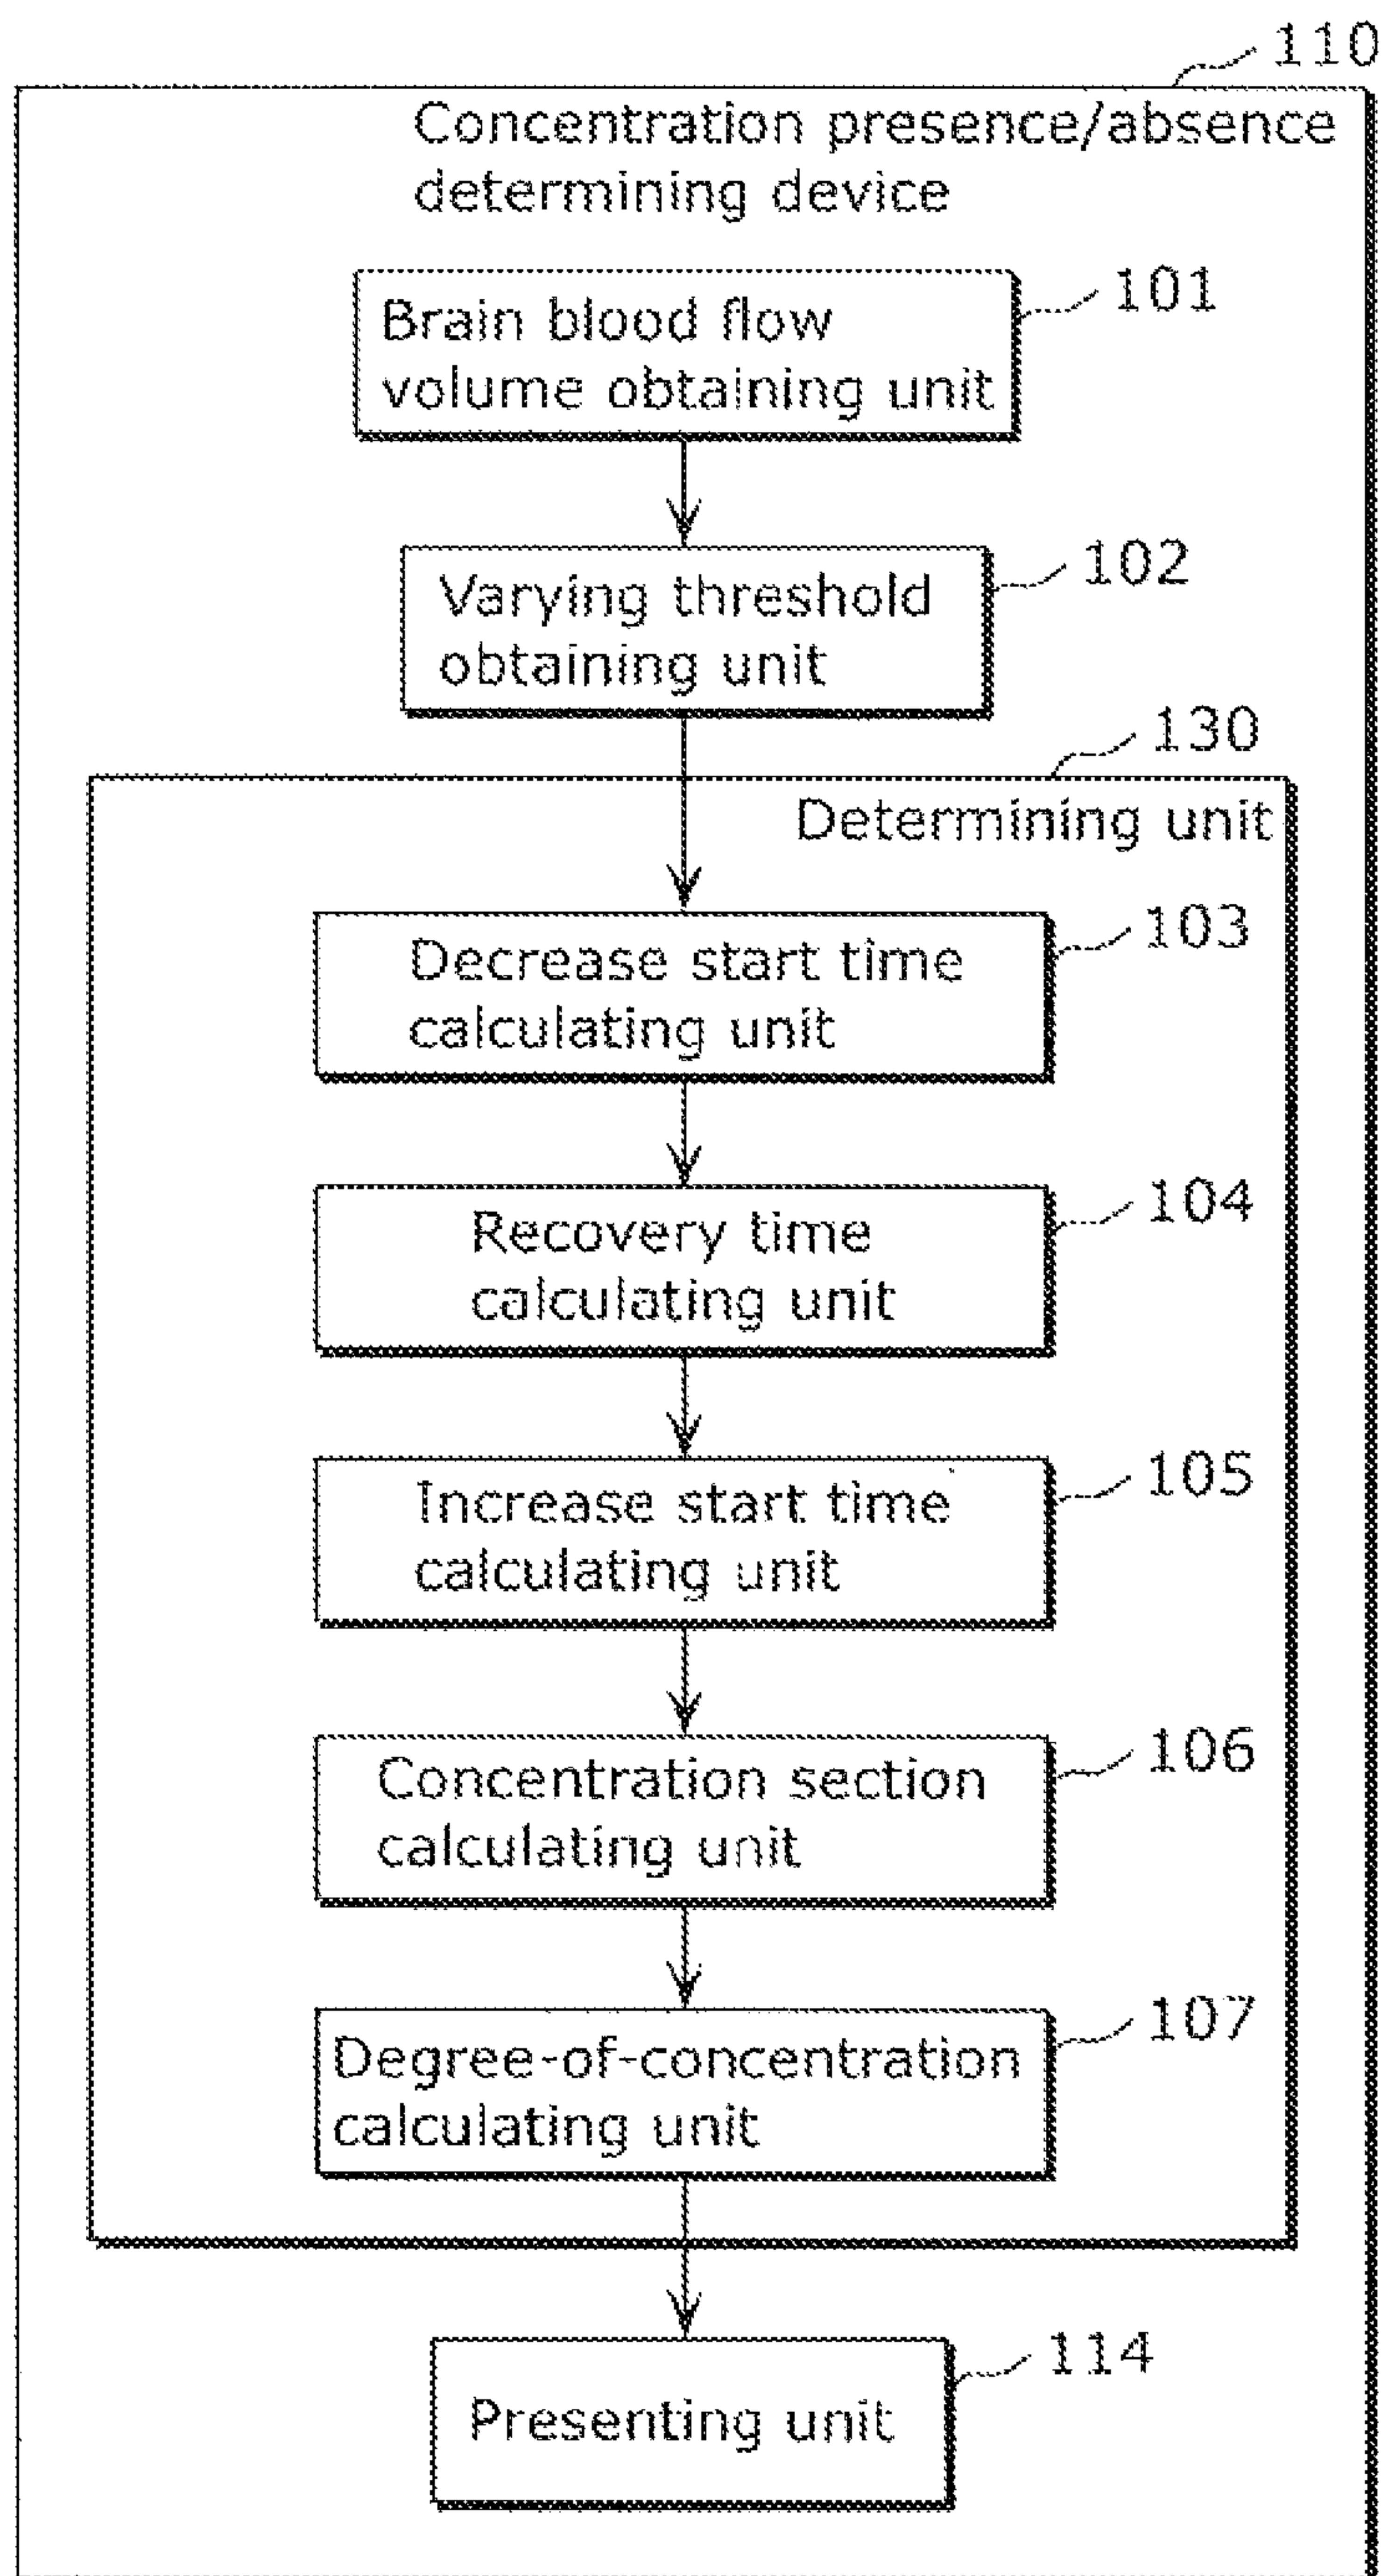 110
Concentration presence/absence
determining device
101
Brain blood flow
volume obtaining unit
102
Varying threshold
obtaining unit
130
Determining unit
103
Decrease start time
calculating unit
104
Recovery time
calculating unit
105
Increase start time
calculating unit
106
Concentration section
calculating unit
107
Degree-of-concentration
calculating unit
114
Presenting unit